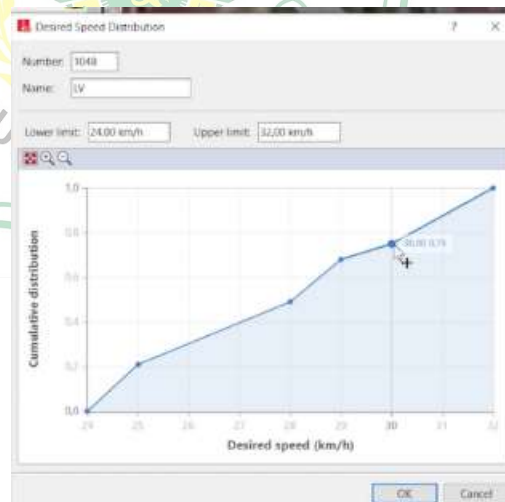 Desired Speed Distribution ? ×
Number: 1048
Name: LV
Lower limit: 24,00 km/h Upper limit: 32,00 km/h
1,0
0,8
0,6
0,4
0,2
0,0
Cumulative distribution
24 25 26 27 28 29 30 31 32
Desired speed (km/h)
30,00 0,75
OK Cancel